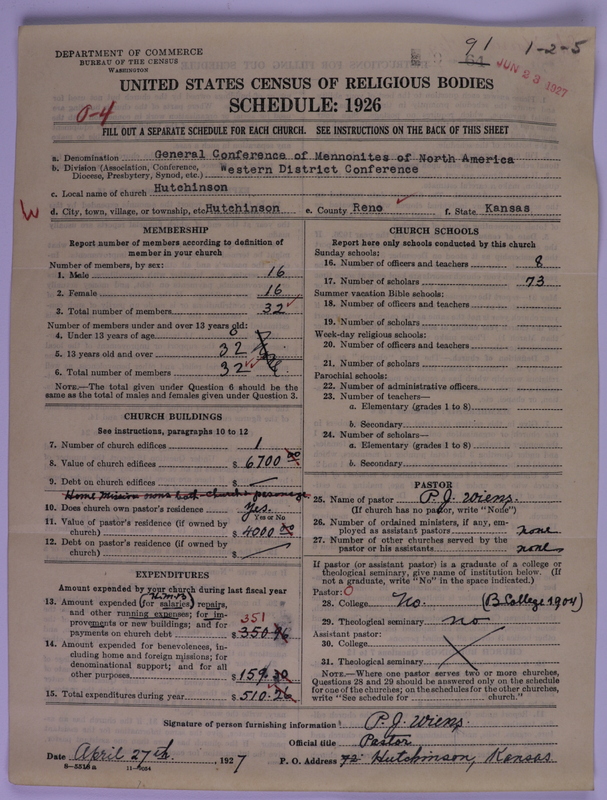 DEPARTMENT OF COMMERCE
BUREAU OF THE CENSUS
WASHINGTON
91
1-2-5
JUN 23 1927
UNITED STATES CENSUS OF RELIGIOUS BODIES
SCHEDULE: 1926
0-4
FILL OUT A SEPARATE SCHEDULE FOR EACH CHURCH. SEE INSTRUCTIONS ON THE BACK OF THIS SHEET
a. Denomination General Conference of Mennonites of North America
b. Division (Association, Conference, Diocese, Presbytery, Synod, etc.) Western District Conference
c. Local name of church Hutchinson
W
d. City, town, village, or township, etc Hutchinson e. County Reno f. State Kansas
MEMBERSHIP
Report number of members according to definition of
member in your church
Number of members, by sex:
1. Male 16
2. Female 16
3. Total number of members 32
Number of members under and over 13 years old:
4. Under 13 years of age 0
5. 13 years old and over 32
6. Total number of members 32
NOTE.—The total given under Question 6 should be the
same as the total of males and females given under Question 3.
CHURCH BUILDINGS
See instructions, paragraphs 10 to 12
7. Number of church edifices 1
8. Value of church edifices $ 6700 00
9. Debt on church edifices $ —
Home Mission owns both church & personage.
10. Does church own pastor's residence Yes.
Yes or No
11. Value of pastor's residence (if owned by
church) $ 4000 00
12. Debt on pastor's residence (if owned by
church) $
EXPENDITURES
Amount expended by your church during last fiscal year
(H.M.B)
13. Amount expended (for salaries) repairs,
and other running expenses; for im-
provements or new buildings; and for
351
payments on church debt $ 350.96
14. Amount expended for benevolences, in-
cluding home and foreign missions; for
denominational support; and for all
other purposes $ 159.30
15. Total expenditures during year $ 510.26
CHURCH SCHOOLS
Report here only schools conducted by this church
Sunday schools:
16. Number of officers and teachers 8
17. Number of scholars 73
Summer vacation Bible schools:
18. Number of officers and teachers
19. Number of scholars
Week-day religious schools:
20. Number of officers and teachers
21. Number of scholars
Parochial schools:
22. Number of administrative officers
23. Number of teachers—
a. Elementary (grades 1 to 8)
b. Secondary
24. Number of scholars—
a. Elementary (grades 1 to 8)
b. Secondary
PASTOR
25. Name of pastor P. J. Wiens.
(If church has no pastor, write "None")
26. Number of ordained ministers, if any, em-
ployed as assistant pastors none
27. Number of other churches served by the
pastor or his assistants none
If pastor (or assistant pastor) is a graduate of a college or
theological seminary, give name of institution below. (If
not a graduate, write "No" in the space indicated.)
Pastor: 0
28. College No. (B. College 1904)
29. Theological seminary no
Assistant pastor:
30. College
31. Theological seminary
NOTE.—Where one pastor serves two or more churches,
Questions 28 and 29 should be answered only on the schedule
for one of the churches; on the schedules for the other churches,
write "See schedule for church."
Signature of person furnishing information P. J. Wiens.
Official title Pastor
Date April 27th, 1927 P. O. Address Hutchinson, Kansas
8-5518 a 11-9024